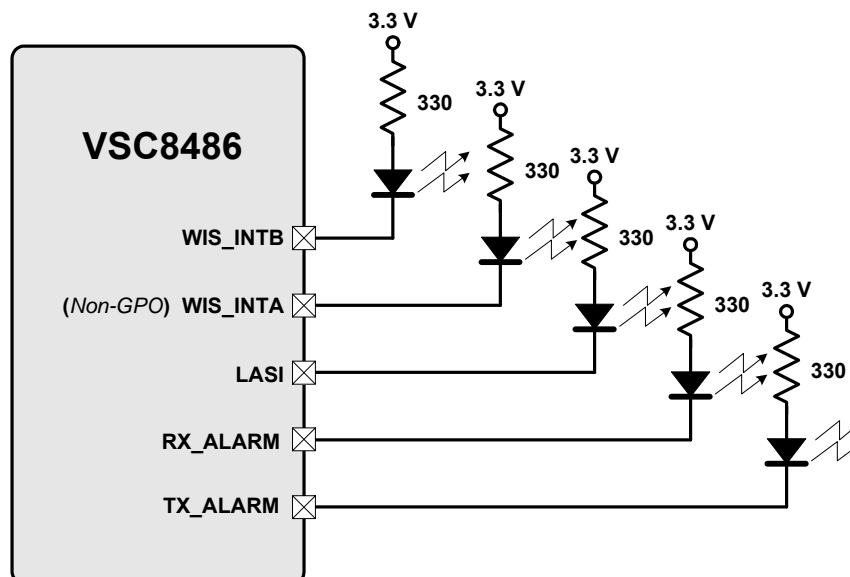 3.3 V
330
3.3 V
330
3.3 V
330
3.3 V
330
3.3 V
330
VSC8486
WIS_INTB
(Non-GPO) WIS_INTA
LASI
RX_ALARM
TX_ALARM